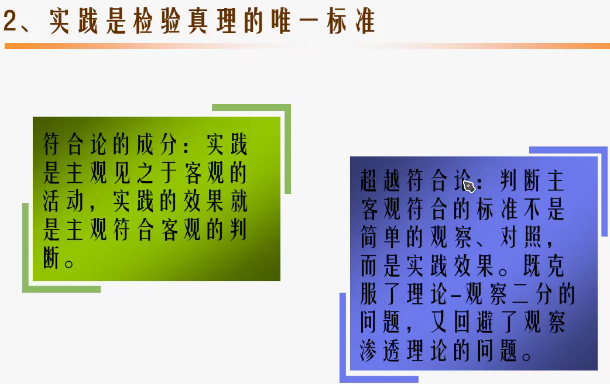 2、实践是检验真理的唯一标准
符合论的成分：实践
是主观见之于客观的
活动，实践的效果就
是主观符合客观的判
断。
超越符合论：判断主
客观符合的标准不是
简单的观察、对照，
而是实践效果。既克
服了理论-观察二分的
问题，又回避了观察
渗透理论的问题。